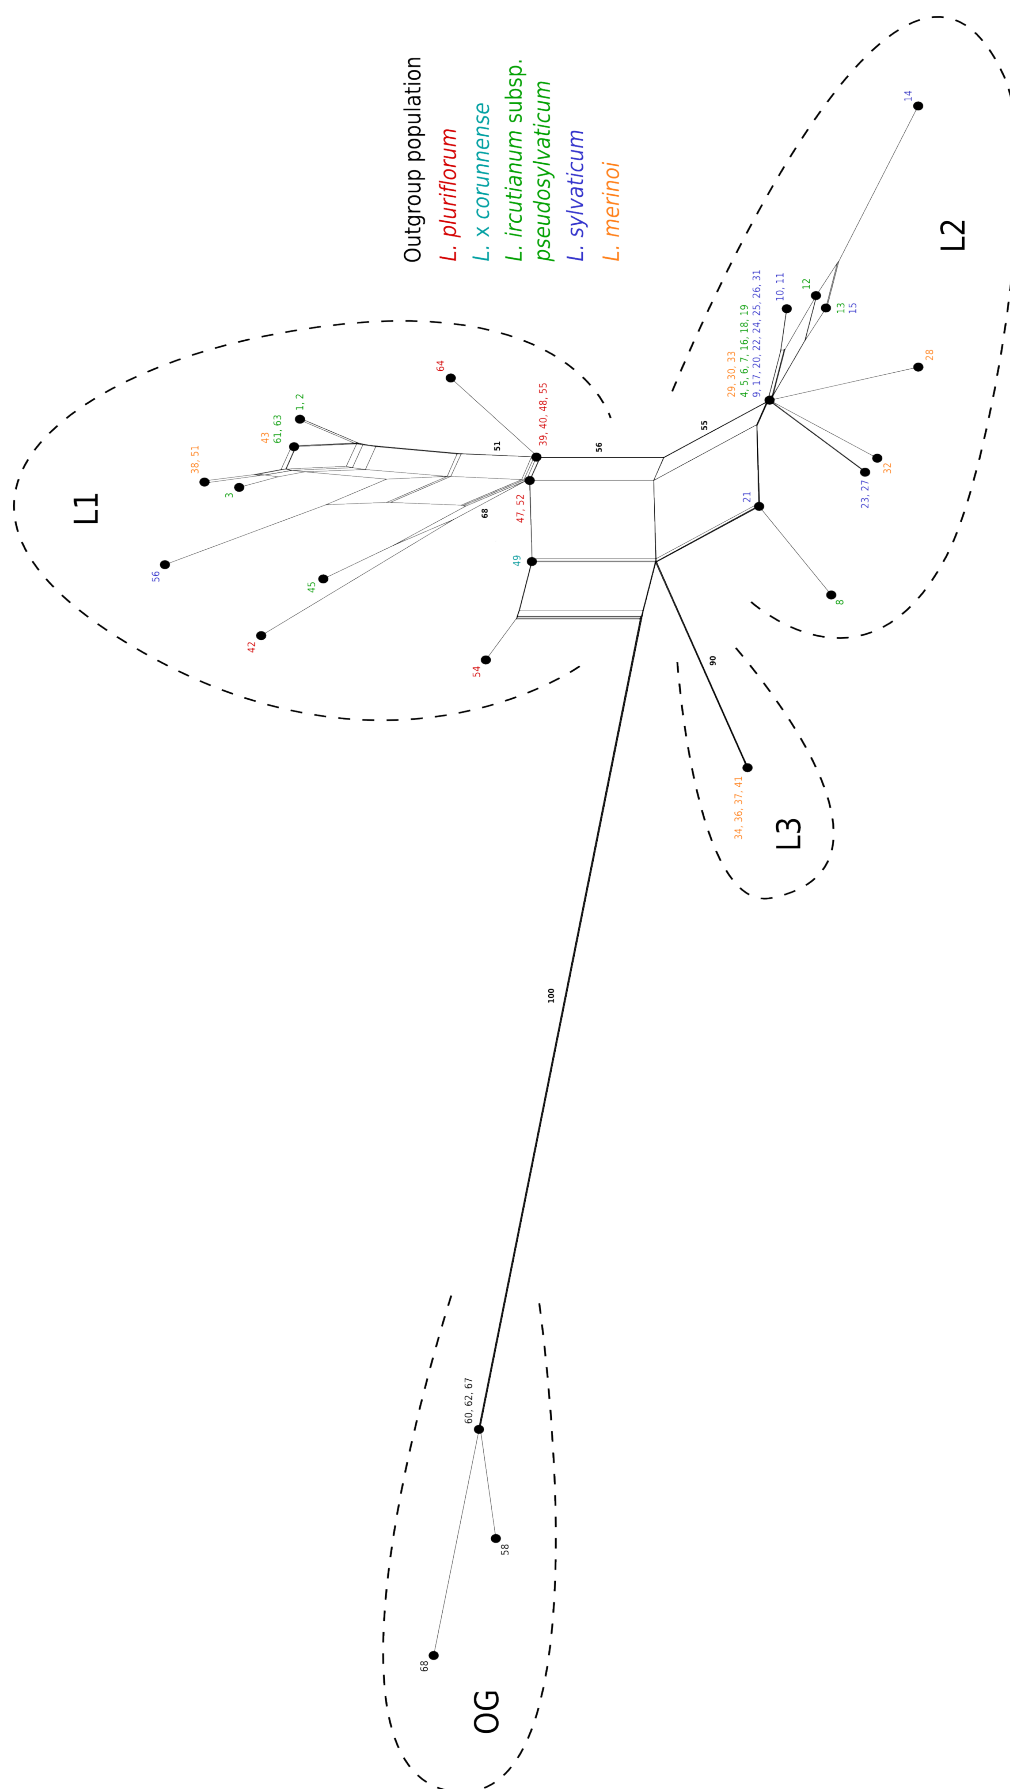 Outgroup population
L. pluriflorum
L. x corunnense
L. ircutianum subsp.
pseudosylvaticum
L. sylvaticum
L. merinoi
L1
38, 51
3
56
43
61, 63
1, 2
64
45
42
54
49
47, 52
39, 40, 48, 55
51
68
56
55
L2
14
12
13
15
10, 11
29, 30, 33
4, 5, 6, 7, 16, 18, 19
9, 17, 20, 22, 24, 25, 26, 31
28
32
23, 27
21
8
90
L3
34, 36, 37, 41
100
60, 62, 67
58
68
OG